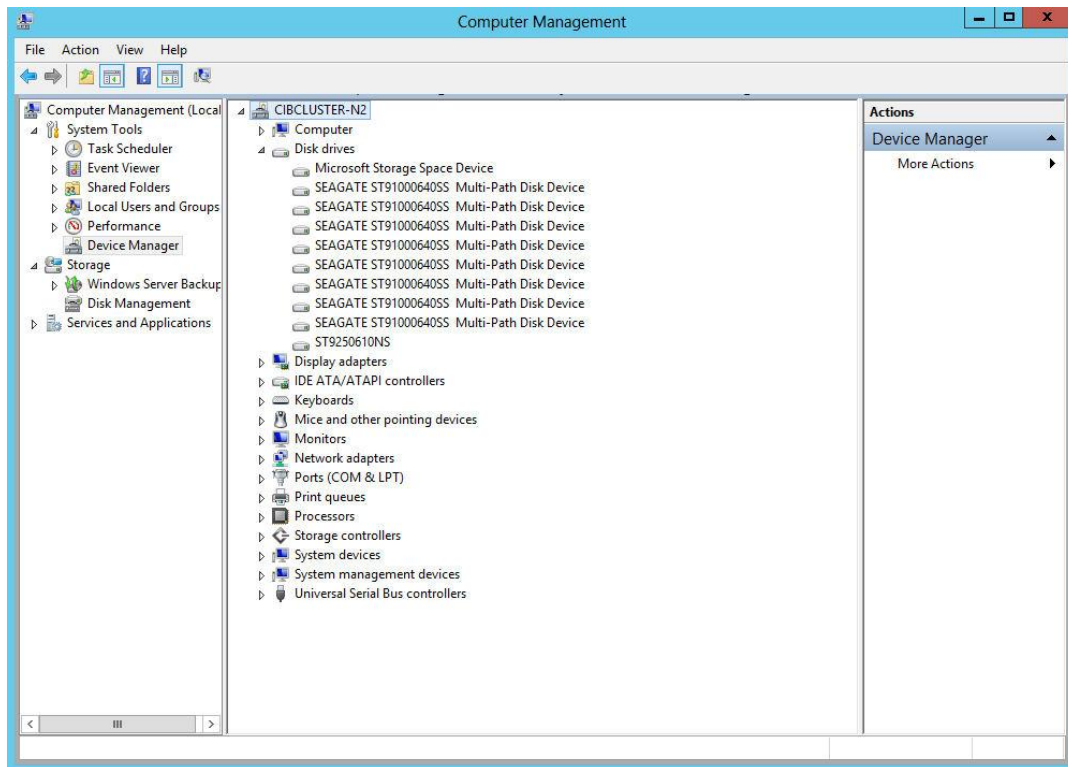 Computer Management
File Action View Help
Computer Management (Local
System Tools
Task Scheduler
Event Viewer
Shared Folders
Local Users and Groups
Performance
Device Manager
Storage
Windows Server Backup
Disk Management
Services and Applications
CIBCLUSTER-N2
Computer
Disk drives
Microsoft Storage Space Device
SEAGATE ST91000640SS Multi-Path Disk Device
SEAGATE ST91000640SS Multi-Path Disk Device
SEAGATE ST91000640SS Multi-Path Disk Device
SEAGATE ST91000640SS Multi-Path Disk Device
SEAGATE ST91000640SS Multi-Path Disk Device
SEAGATE ST91000640SS Multi-Path Disk Device
SEAGATE ST91000640SS Multi-Path Disk Device
SEAGATE ST91000640SS Multi-Path Disk Device
ST9250610NS
Display adapters
IDE ATA/ATAPI controllers
Keyboards
Mice and other pointing devices
Monitors
Network adapters
Ports (COM & LPT)
Print queues
Processors
Storage controllers
System devices
System management devices
Universal Serial Bus controllers
Actions
Device Manager
More Actions